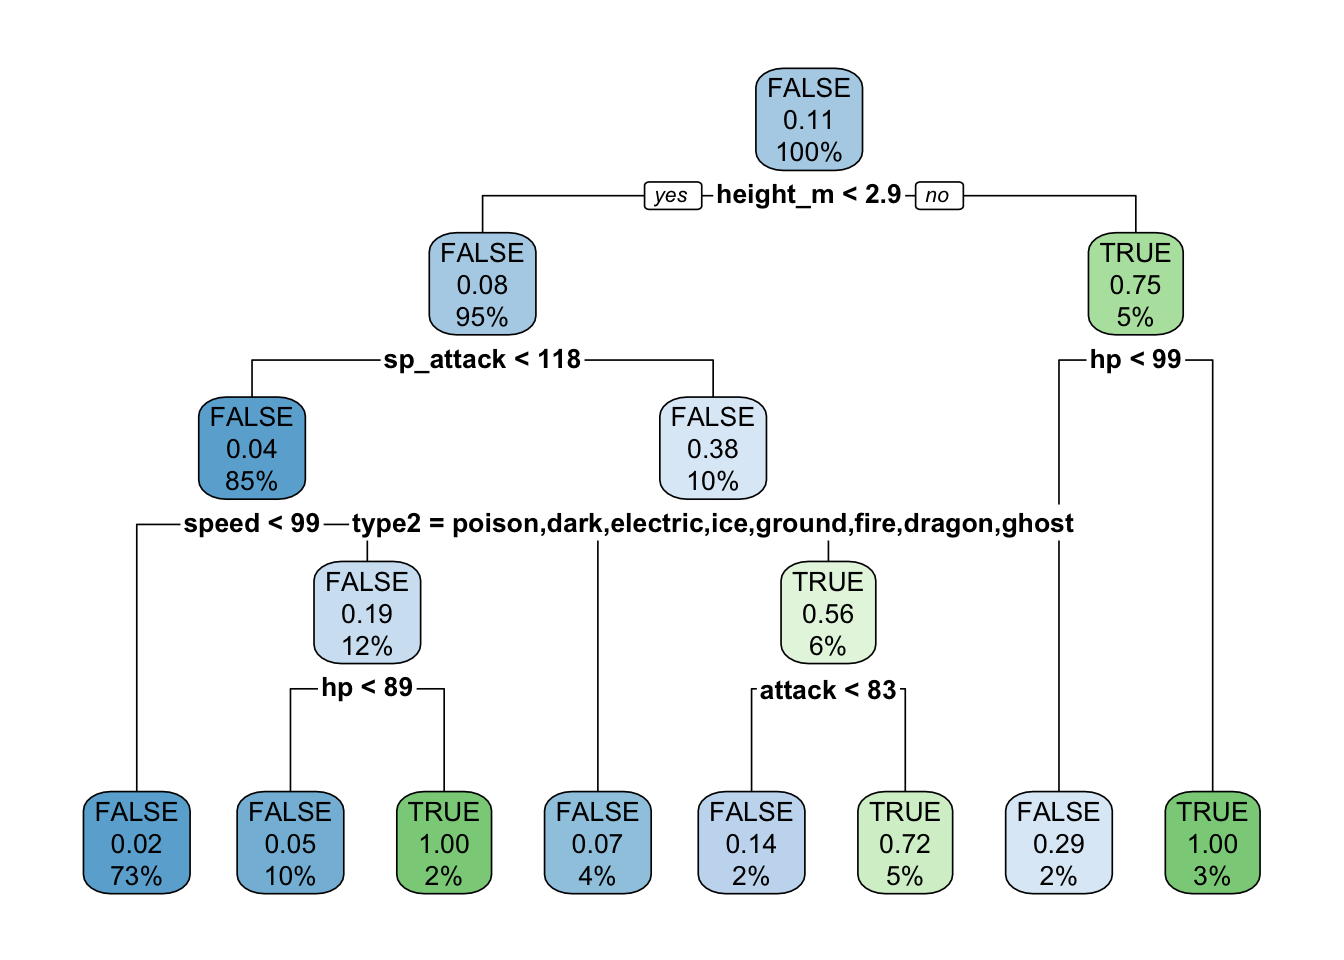 FALSE
0.11
100%
yes height_m < 2.9 no
FALSE
0.08
95%
TRUE
0.75
5%
sp_attack < 118
hp < 99
FALSE
0.04
85%
FALSE
0.38
10%
speed < 99
type2 = poison,dark,electric,ice,ground,fire,dragon,ghost
FALSE
0.19
12%
TRUE
0.56
6%
hp < 89
attack < 83
FALSE
0.02
73%
FALSE
0.05
10%
TRUE
1.00
2%
FALSE
0.07
4%
FALSE
0.14
2%
TRUE
0.72
5%
FALSE
0.29
2%
TRUE
1.00
3%